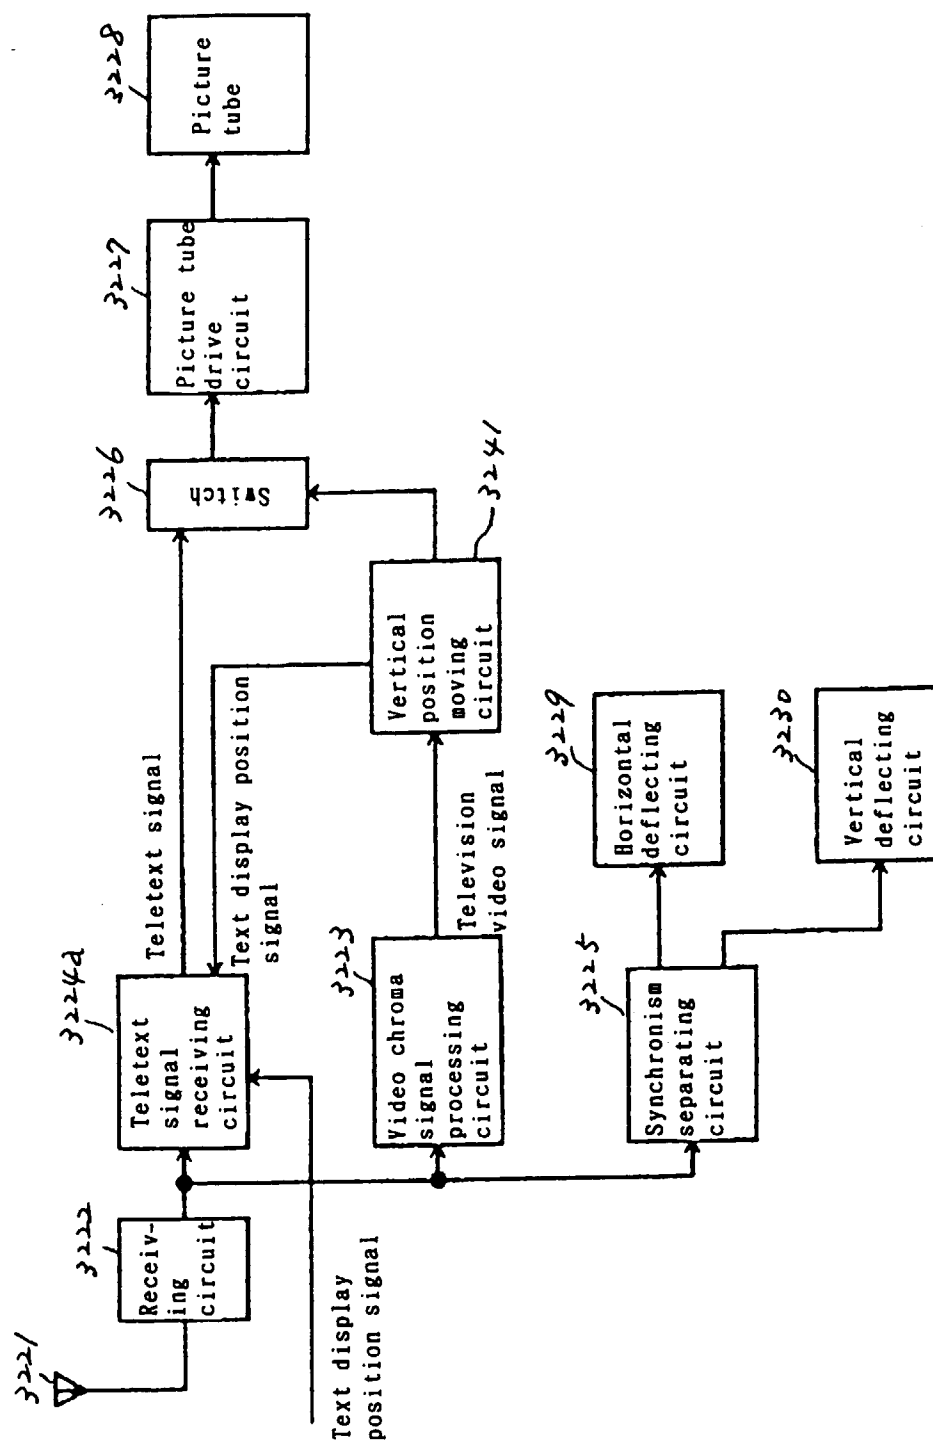 3221
3222
Receiv-
ing
circuit
3224a
Teletext
signal
receiving
circuit
Teletext signal
Text display position
signal
Text display
position signal
3226
Switch
3227
Picture tube
drive
circuit
3228
Picture
tube
3223
Video chroma
signal
processing
circuit
Television
video signal
Vertical
position
moving
circuit
3241
3225
Synchronism
separating
circuit
3229
Horizontal
deflecting
circuit
3230
Vertical
deflecting
circuit